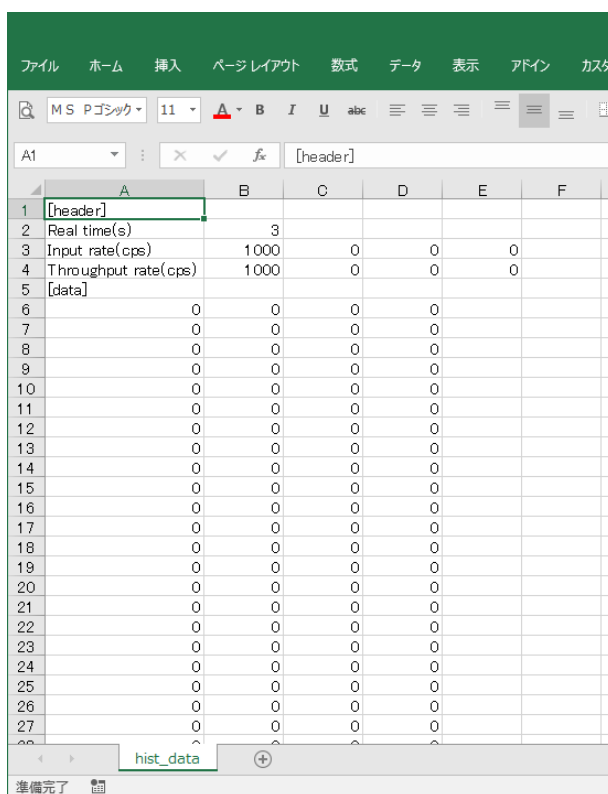 ファイル ホーム 挿入 ページ レイアウト 数式 データ 表示 アドイン カスタ
ＭＳ Ｐゴシック 11 A B I U abc
A1 fx [header]
A B C D E F
1 [header]
2 Real time(s) 3
3 Input rate(cps) 1000 0 0 0
4 Throughput rate(cps) 1000 0 0 0
5 [data]
6 0 0 0 0
7 0 0 0 0
8 0 0 0 0
9 0 0 0 0
10 0 0 0 0
11 0 0 0 0
12 0 0 0 0
13 0 0 0 0
14 0 0 0 0
15 0 0 0 0
16 0 0 0 0
17 0 0 0 0
18 0 0 0 0
19 0 0 0 0
20 0 0 0 0
21 0 0 0 0
22 0 0 0 0
23 0 0 0 0
24 0 0 0 0
25 0 0 0 0
26 0 0 0 0
27 0 0 0 0
hist_data
準備完了